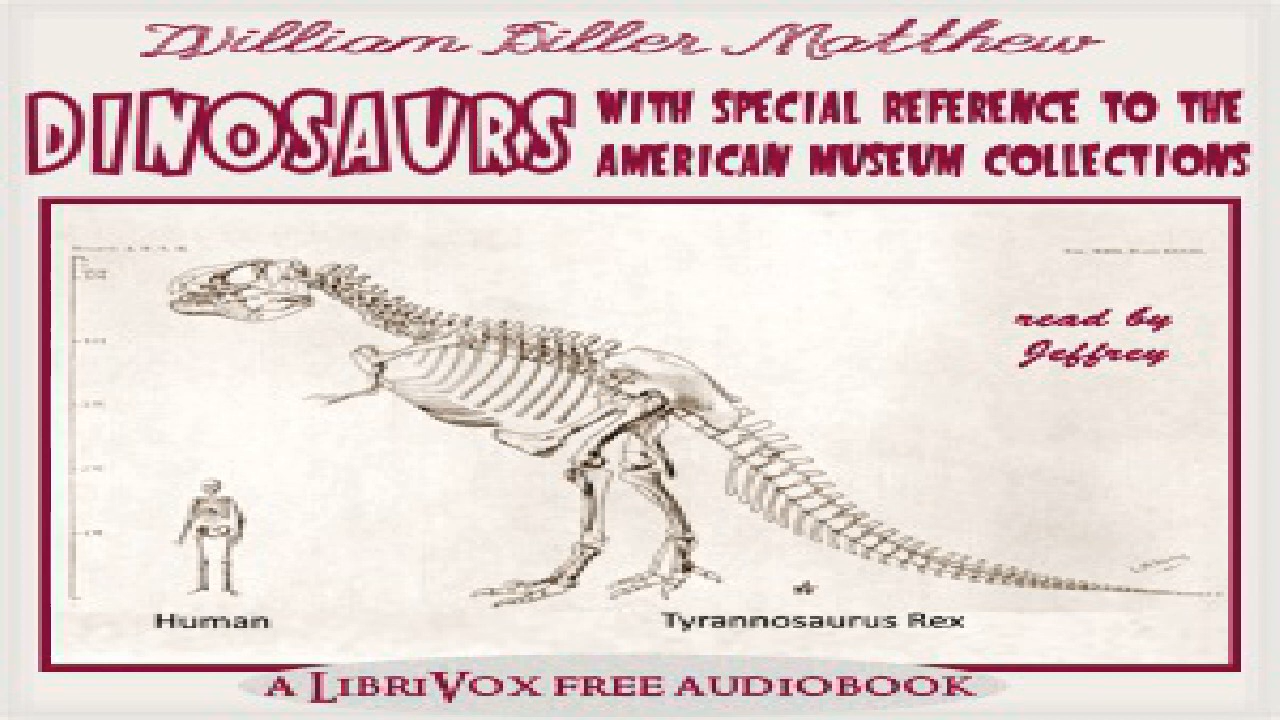 William Diller Matthew
DINOSAURS
WITH SPECIAL REFERENCE TO THE
AMERICAN MUSEUM COLLECTIONS
read by
Jeffrey
Human
Tyrannosaurus Rex
A LIBRIVOX FREE AUDIOBOOK